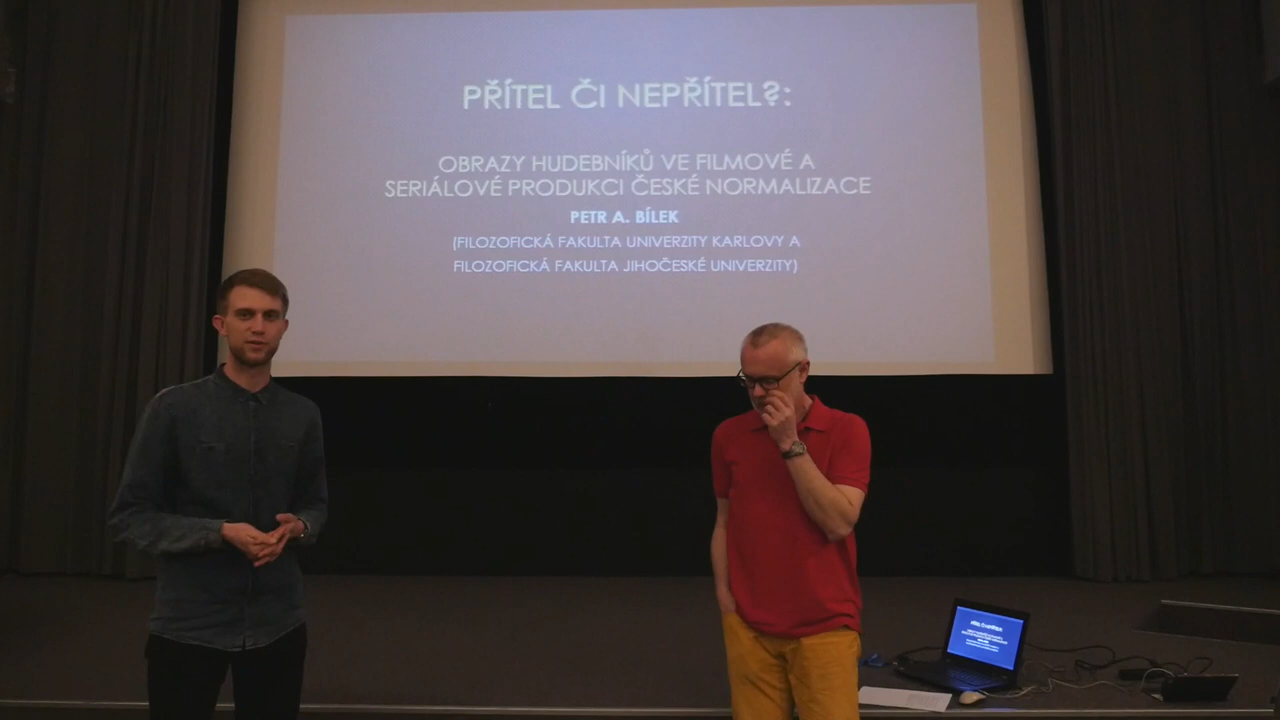 PŘÍTEL ČI NEPŘÍTEL?:
OBRAZY HUDEBNÍKŮ VE FILMOVÉ A
SERIÁLOVÉ PRODUKCI ČESKÉ NORMALIZACE
PETR A. BÍLEK
(FILOZOFICKÁ FAKULTA UNIVERZITY KARLOVY A
FILOZOFICKÁ FAKULTA JIHOČESKÉ UNIVERZITY)